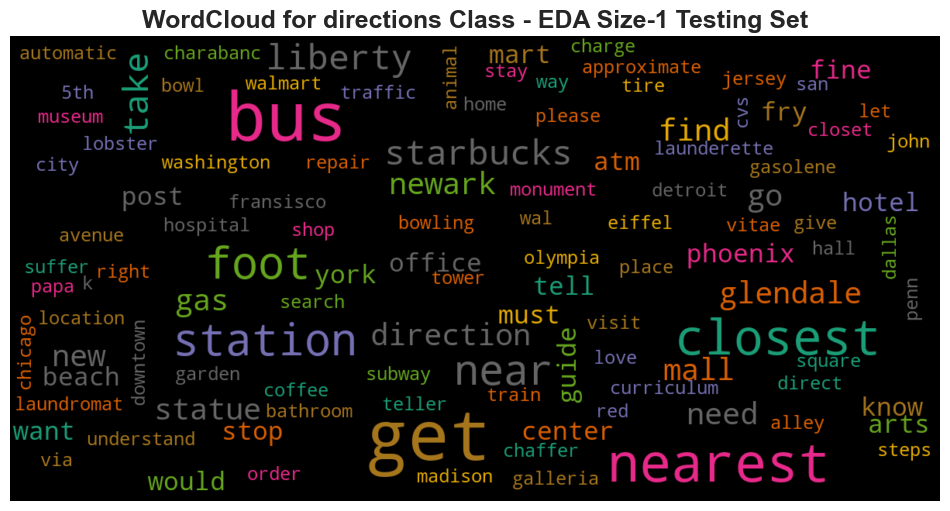 WordCloud for directions Class - EDA Size-1 Testing Set
automatic
charabanc
liberty
mart
charge
animal
stay
way
approximate
tire
jersey
san
fine
take
5th
bowl
walmart
traffic
home
please
cvs
fry
let
closet
john
museum
bus
find
launderette
lobster
city
washington
repair
starbucks
atm
gasolene
newark
monument
detroit
go
hotel
post
fransisco
hospital
shop
bowling
wal
eiffel
vitae
give
avenue
dallas
phoenix
hall
suffer
right
papa
k
foot
york
office
tower
olympia
place
tell
penn
gas
search
glendale
location
must
station
direction
guide
visit
closest
chicago
new
beach
downtown
garden
near
love
mall
square
subway
curriculum
direct
coffee
train
laundromat
statue
bathroom
teller
red
need
alley
know
arts
want
understand
stop
get
center
chaffer
steps
via
would
order
madison
galleria
nearest